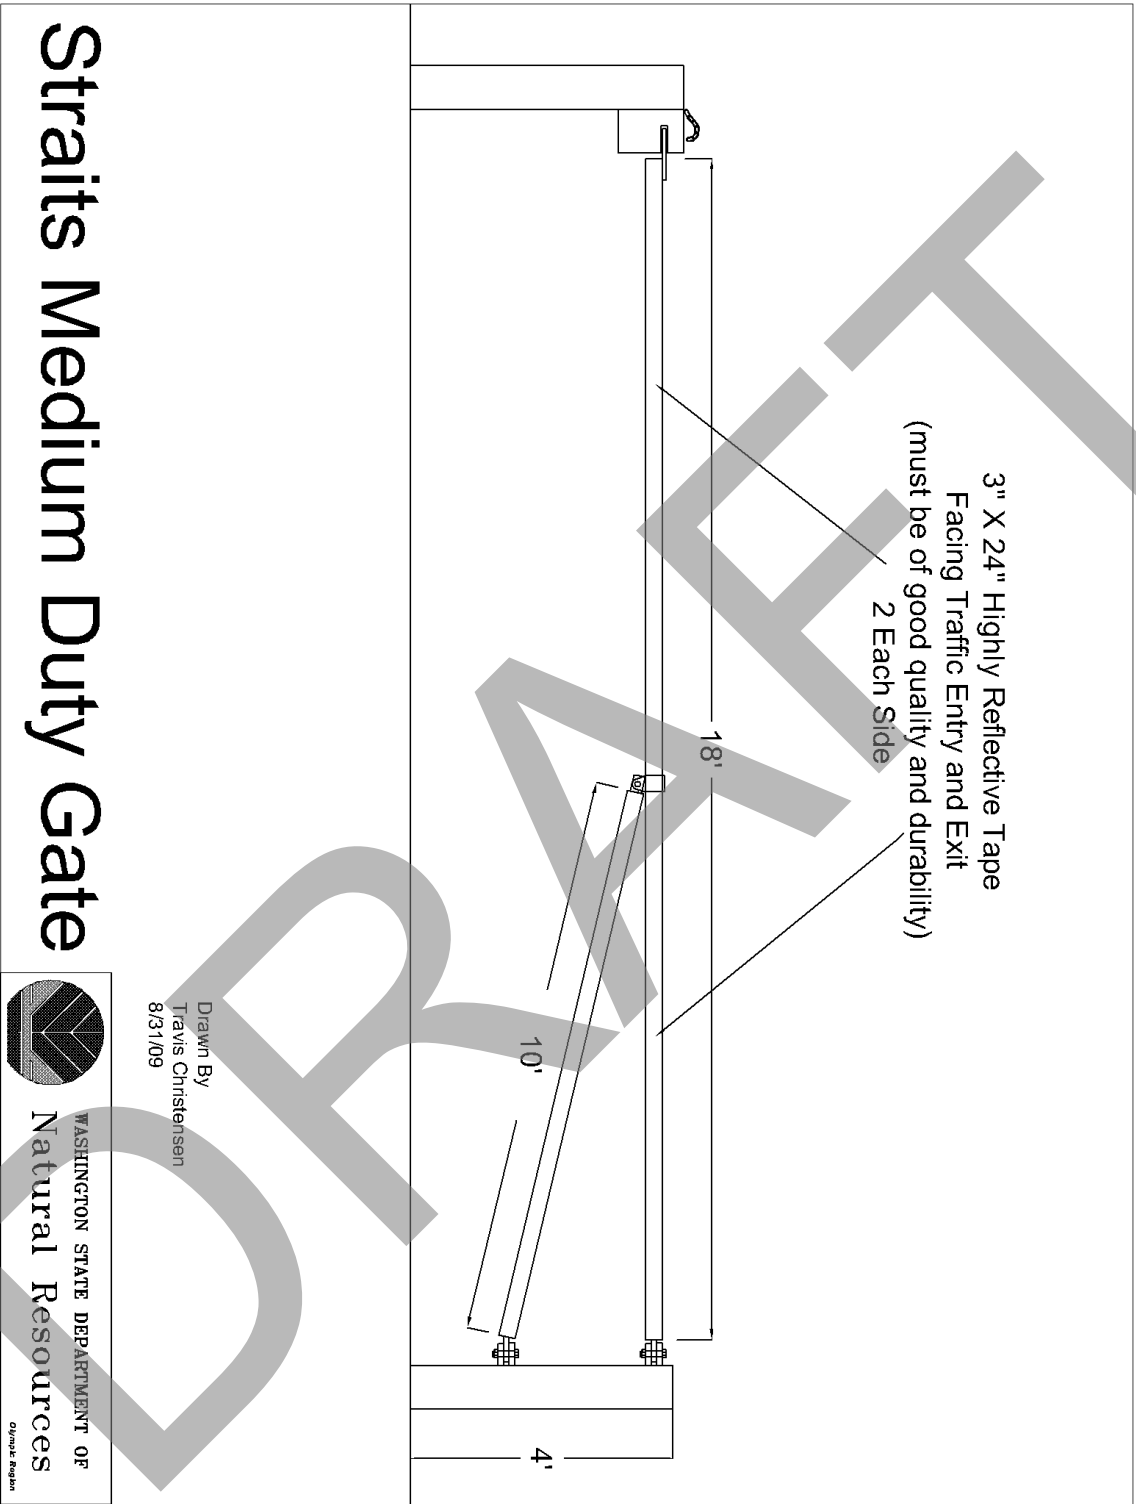 3" X 24" Highly Reflective Tape
Facing Traffic Entry and Exit
(must be of good quality and durability)
2 Each Side
18'
10'
4'
DRAFT
Drawn By
Travis Christensen
8/31/09
Straits Medium Duty Gate
WASHINGTON STATE DEPARTMENT OF
Natural Resources
Olympic Region